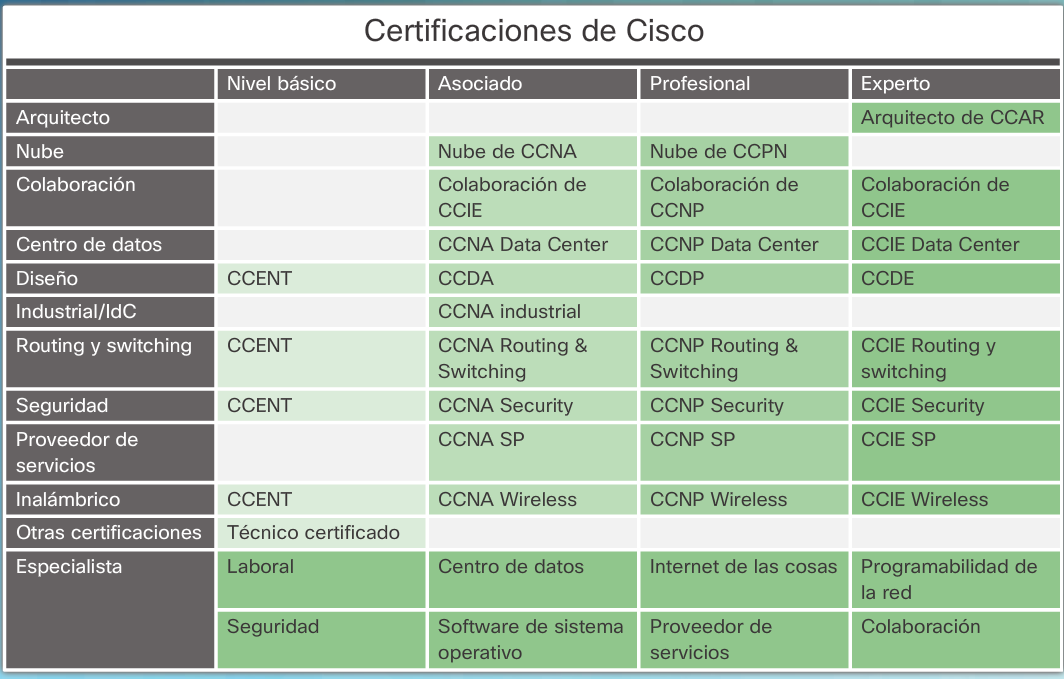 Certificaciones de Cisco
Nivel básico Asociado Profesional Experto
Arquitecto Arquitecto de CCAR
Nube Nube de CCNA Nube de CCPN
Colaboración Colaboración de Colaboración de Colaboración de
CCIE CCNP CCIE
Centro de datos CCNA Data Center CCNP Data Center CCIE Data Center
Diseño CCENT CCDA CCDP CCDE
Industrial/IdC CCNA industrial
Routing y switching CCENT CCNA Routing & CCNP Routing & CCIE Routing y
Switching Switching switching
Seguridad CCENT CCNA Security CCNP Security CCIE Security
Proveedor de CCNA SP CCNP SP CCIE SP
servicios
Inalámbrico CCENT CCNA Wireless CCNP Wireless CCIE Wireless
Otras certificaciones Técnico certificado
Especialista Laboral Centro de datos Internet de las cosas Programabilidad de
la red
Seguridad Software de sistema Proveedor de Colaboración
operativo servicios